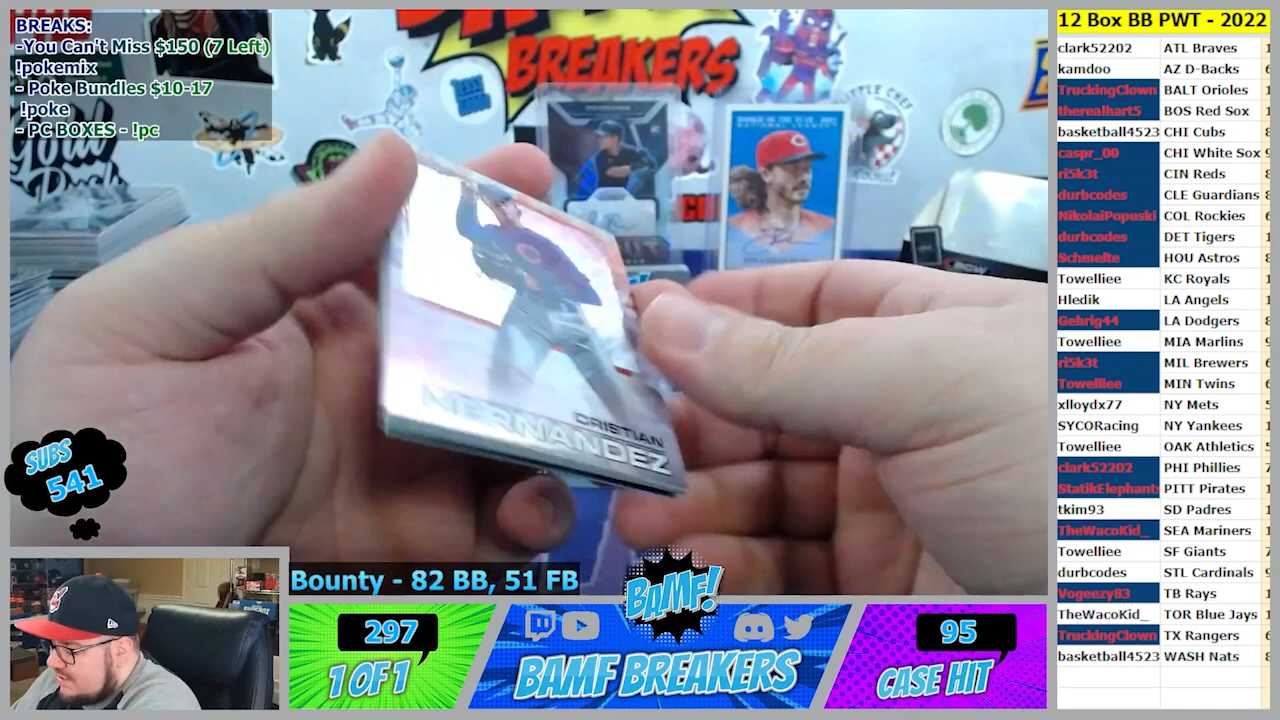 BREAKS:
-You Can't Miss $150 (7 Left)
!pokemix
- Poke Bundles $10-17
!poke
- PC BOXES - !pc
BREAKERS
CRISTIAN
HERNANDEZ
SUBS
541
Bounty - 82 BB, 51 FB
BAMF!
297
1 OF 1
BAMF BREAKERS
95
CASE HIT
12 Box BB PWT - 2022
clark52202 ATL Braves
kamdoo AZ D-Backs
TruckingClown BALT Orioles
therealhart5 BOS Red Sox
basketball4523 CHI Cubs
caspr_00 CHI White Sox
ri5k3t CIN Reds
durbcodes CLE Guardians
NikolaiPopuski COL Rockies
durbcodes DET Tigers
Schmelte HOU Astros
Towelliee KC Royals
Hledik LA Angels
Gehrig44 LA Dodgers
Towelliee MIA Marlins
ri5k3t MIL Brewers
Towelliee MIN Twins
xlloydx77 NY Mets
SYCORacing NY Yankees
Towelliee OAK Athletics
clark52202 PHI Phillies
StatikElephants PITT Pirates
tkim93 SD Padres
TheWacoKid_ SEA Mariners
Towelliee SF Giants
durbcodes STL Cardinals
Vogeezy83 TB Rays
TheWacoKid_ TOR Blue Jays
TruckingClown TX Rangers
basketball4523 WASH Nats